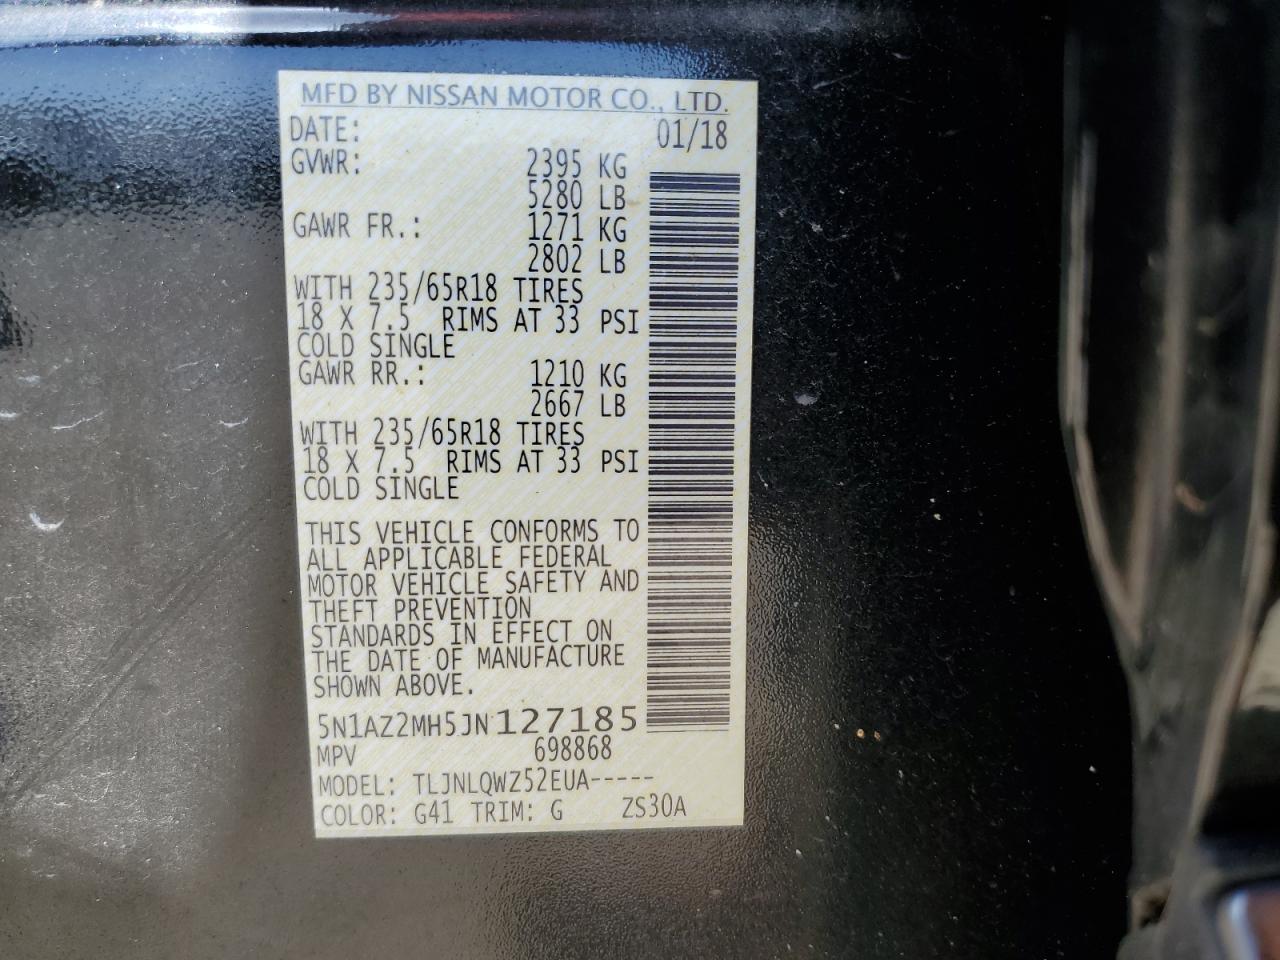 MFD BY NISSAN MOTOR CO., LTD.
DATE: 01/18
GVWR: 2395 KG
5280 LB
GAWR FR.: 1271 KG
2802 LB
WITH 235/65R18 TIRES
18 X 7.5 RIMS AT 33 PSI
COLD SINGLE
GAWR RR.: 1210 KG
2667 LB
WITH 235/65R18 TIRES
18 X 7.5 RIMS AT 33 PSI
COLD SINGLE
THIS VEHICLE CONFORMS TO
ALL APPLICABLE FEDERAL
MOTOR VEHICLE SAFETY AND
THEFT PREVENTION
STANDARDS IN EFFECT ON
THE DATE OF MANUFACTURE
SHOWN ABOVE.
5N1AZ2MH5JN127185
MPV 698868
MODEL: TLJNLQWZ52EUA-----
COLOR: G41 TRIM: G ZS30A